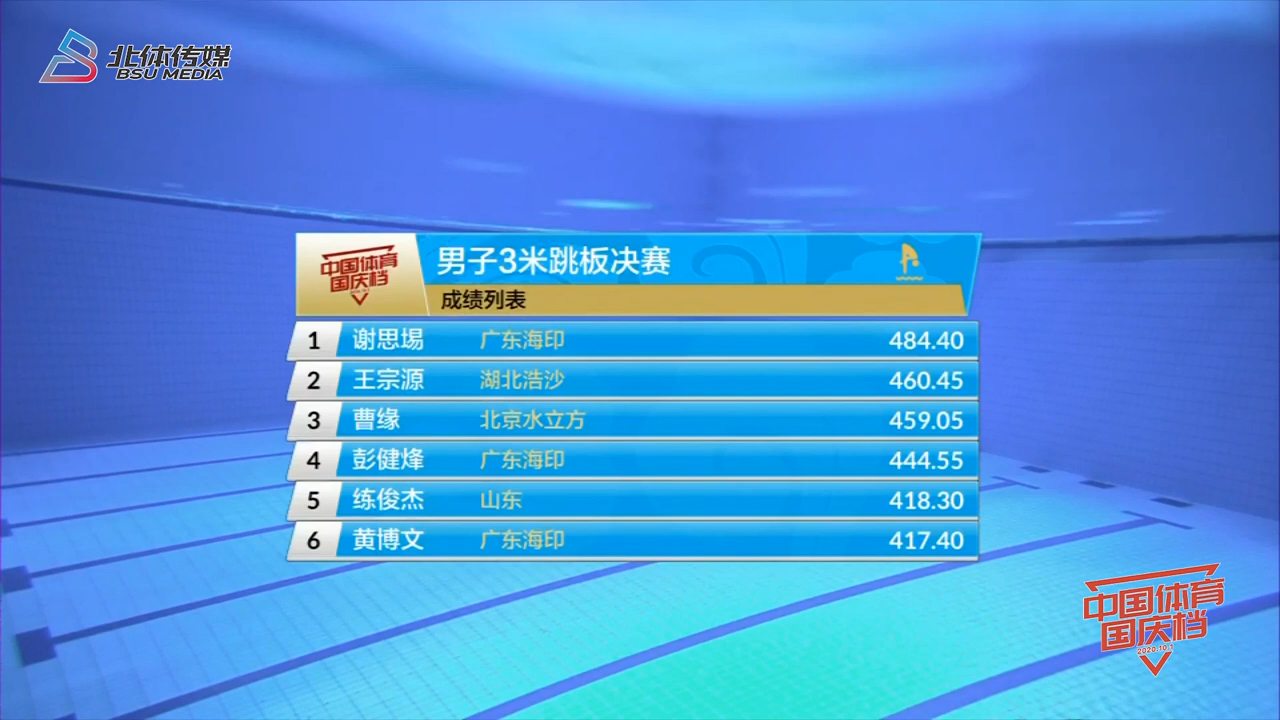 北体传媒
BSU MEDIA
中国体育
国庆档
男子3米跳板决赛
成绩列表
1 谢思埸 广东海印 484.40
2 王宗源 湖北浩沙 460.45
3 曹缘 北京水立方 459.05
4 彭健烽 广东海印 444.55
5 练俊杰 山东 418.30
6 黄博文 广东海印 417.40
中国体育
国庆档
2020.10.1